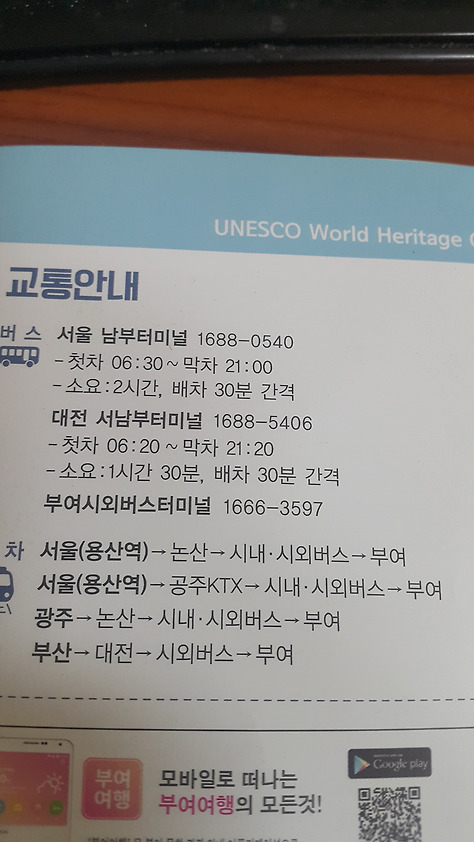 UNESCO World Heritage
교통안내
버스 서울 남부터미널 1688-0540
- 첫차 06:30 ~ 막차 21:00
- 소요:2시간, 배차 30분 간격
대전 서남부터미널 1688-5406
- 첫차 06:20 ~ 막차 21:20
- 소요:1시간 30분, 배차 30분 간격
부여시외버스터미널 1666-3597
차 서울(용산역)→논산→시내·시외버스→부여
서울(용산역)→공주KTX→시내·시외버스→부여
광주→논산→시내·시외버스→부여
부산→대전→시외버스→부여
부여
여행
모바일로 떠나는
부여여행의 모든것!
Google play